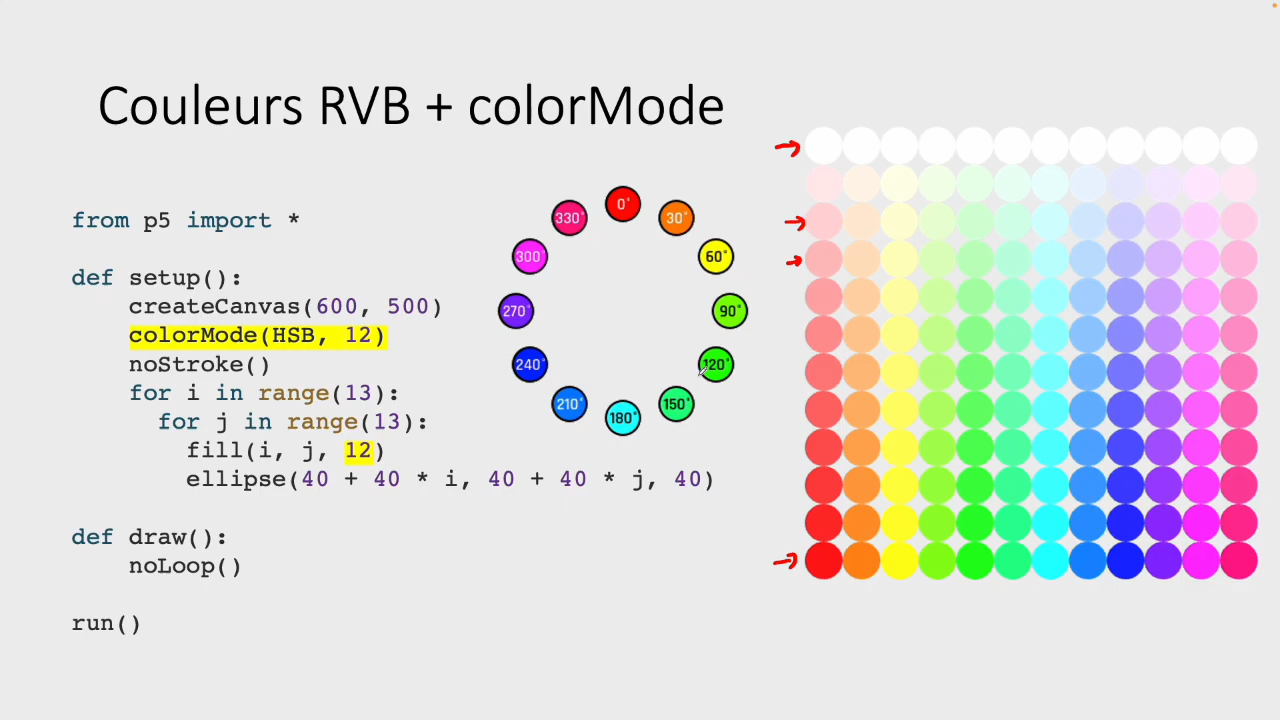 Couleurs RVB + colorMode
from p5 import *
def setup():
    createCanvas(600, 500)
    colorMode(HSB, 12)
    noStroke()
    for i in range(13):
      for j in range(13):
        fill(i, j, 12)
        ellipse(40 + 40 * i, 40 + 40 * j, 40)
def draw():
    noLoop()
run()
0°
30°
60°
90°
120°
150°
180°
210°
240°
270°
300°
330°